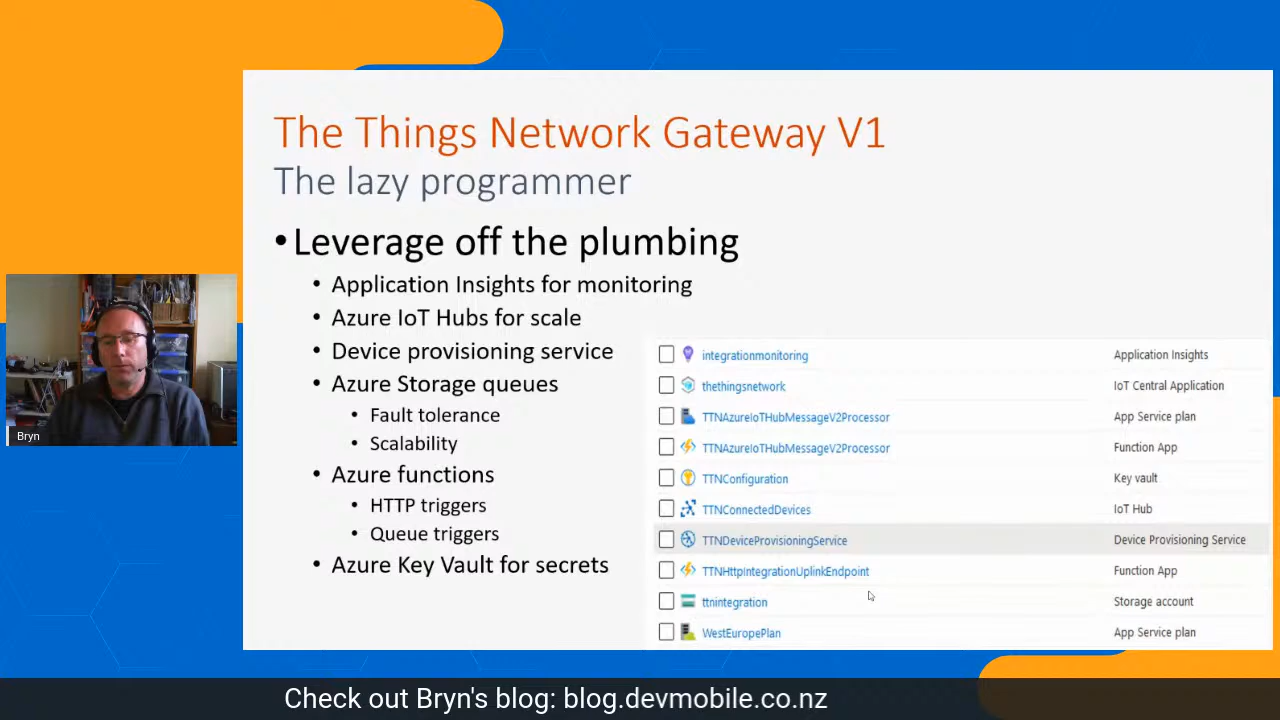 The Things Network Gateway V1
The lazy programmer
•Leverage off the plumbing
• Application Insights for monitoring
• Azure IoT Hubs for scale
• Device provisioning service
• Azure Storage queues
• Fault tolerance
• Scalability
• Azure functions
• HTTP triggers
• Queue triggers
• Azure Key Vault for secrets
integrationmonitoring Application Insights
thethingsnetwork IoT Central Application
TTNAzureIoTHubMessageV2Processor App Service plan
TTNAzureIoTHubMessageV2Processor Function App
TTNConfiguration Key vault
TTNConnectedDevices IoT Hub
TTNDeviceProvisioningService Device Provisioning Service
TTNHttpIntegrationUplinkEndpoint Function App
ttnintegration Storage account
WestEuropePlan App Service plan
Bryn
Check out Bryn's blog: blog.devmobile.co.nz